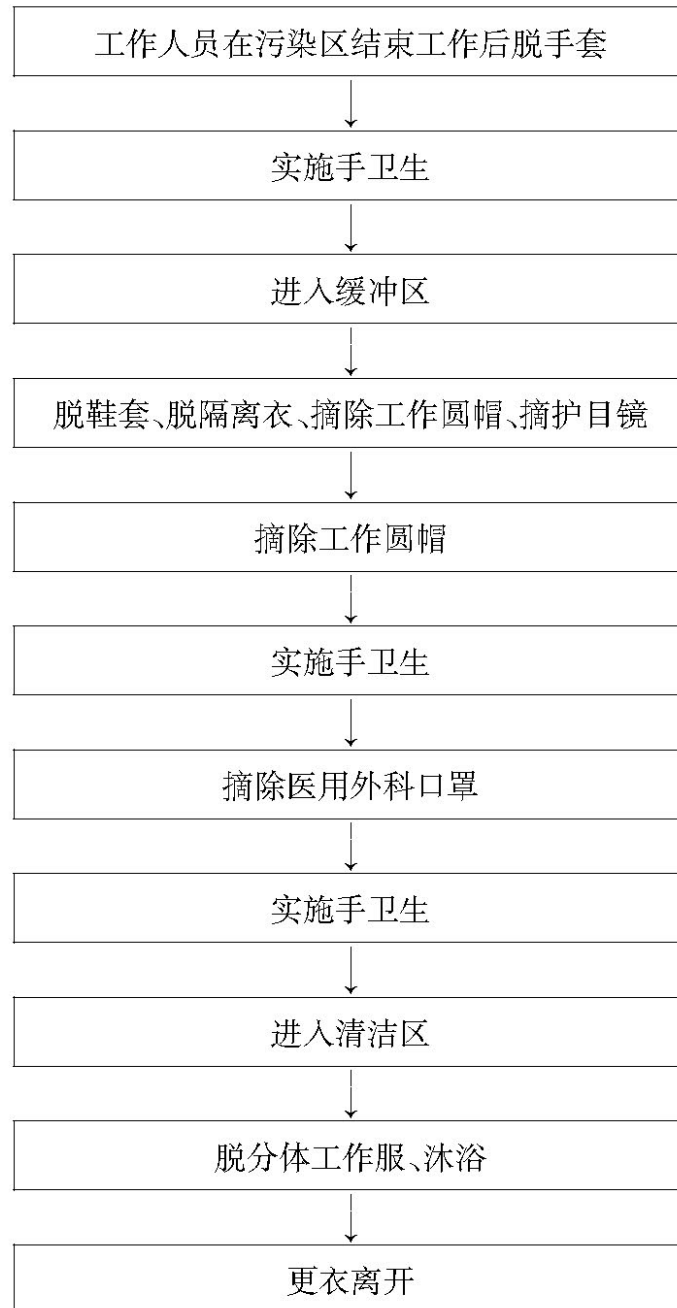 工作人员在污染区结束工作后脱手套
实施手卫生
进入缓冲区
脱鞋套、脱隔离衣、摘除工作圆帽、摘护目镜
摘除工作圆帽
实施手卫生
摘除医用外科口罩
实施手卫生
进入清洁区
脱分体工作服、沐浴
更衣离开